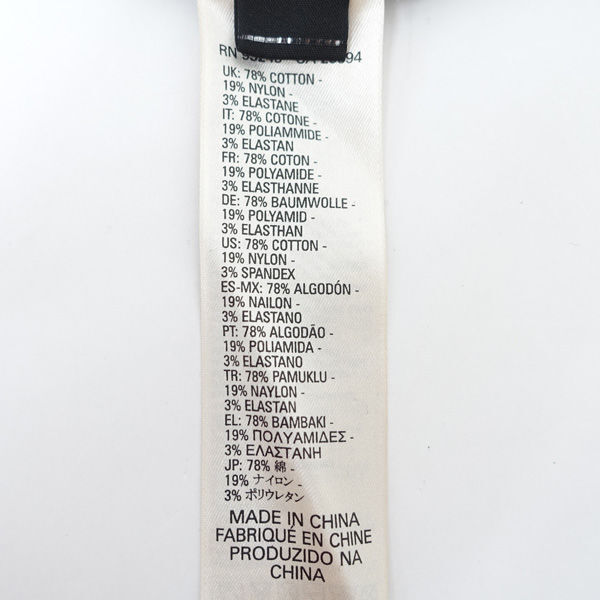 UK: 78% COTTON -
19% NYLON -
3% ELASTANE
IT: 78% COTONE -
19% POLIAMMIDE -
3% ELASTAN
FR: 78% COTON -
19% POLYAMIDE -
3% ELASTHANNE
DE: 78% BAUMWOLLE -
19% POLYAMID -
3% ELASTHAN
US: 78% COTTON -
19% NYLON -
3% SPANDEX
ES-MX: 78% ALGODÓN -
19% NAILON -
3% ELASTANO
PT: 78% ALGODÃO -
19% POLIAMIDA -
3% ELASTANO
TR: 78% PAMUKLU -
19% NAYLON -
3% ELASTAN
EL: 78% BAMBAKI -
19% ΠΟΛΥΑΜΙΔΕΣ -
3% ΕΛΑΣΤΑΝΗ
JP: 78% 綿 -
19% ナイロン -
3% ポリウレタン
MADE IN CHINA
FABRIQUÉ EN CHINE
PRODUZIDO NA
CHINA